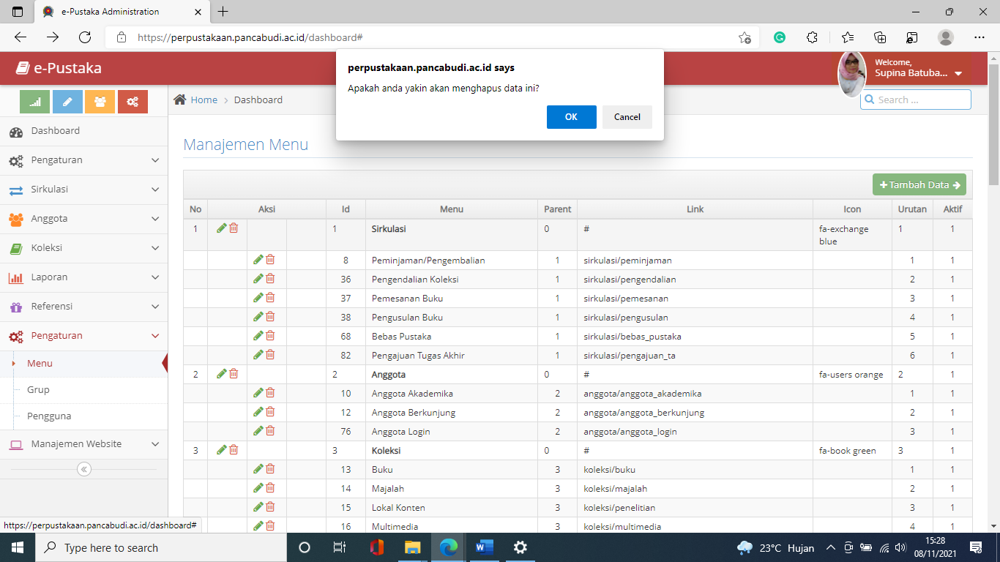 e-Pustaka Administration
https://perpustakaan.pancabudi.ac.id/dashboard#
e-Pustaka
Welcome,
Supina Batuba...
perpustakaan.pancabudi.ac.id says
Apakah anda yakin akan menghapus data ini?
OK Cancel
Home > Dashboard
Search ...
Dashboard
Pengaturan
Sirkulasi
Anggota
Koleksi
Laporan
Referensi
Pengaturan
Menu
Grup
Pengguna
Manajemen Website
Manajemen Menu
Tambah Data
No Aksi Id Menu Parent Link Icon Urutan Aktif
1 1 Sirkulasi 0 # fa-exchange blue 1 1
8 Peminjaman/Pengembalian 1 sirkulasi/peminjaman 1 1
36 Pengendalian Koleksi 1 sirkulasi/pengendalian 2 1
37 Pemesanan Buku 1 sirkulasi/pemesanan 3 1
38 Pengusulan Buku 1 sirkulasi/pengusulan 4 1
68 Bebas Pustaka 1 sirkulasi/bebas_pustaka 5 1
82 Pengajuan Tugas Akhir 1 sirkulasi/pengajuan_ta 6 1
2 2 Anggota 0 # fa-users orange 2 1
10 Anggota Akademika 2 anggota/anggota_akademika 1 1
12 Anggota Berkunjung 2 anggota/anggota_berkunjung 2 1
76 Anggota Login 2 anggota/anggota_login 3 1
3 3 Koleksi 0 # fa-book green 3 1
13 Buku 3 koleksi/buku 1 1
14 Majalah 3 koleksi/majalah 2 1
15 Lokal Konten 3 koleksi/penelitian 3 1
16 Multimedia 3 koleksi/multimedia 4 1
https://perpustakaan.pancabudi.ac.id/dashboard#
Type here to search
23°C Hujan
15:28
08/11/2021